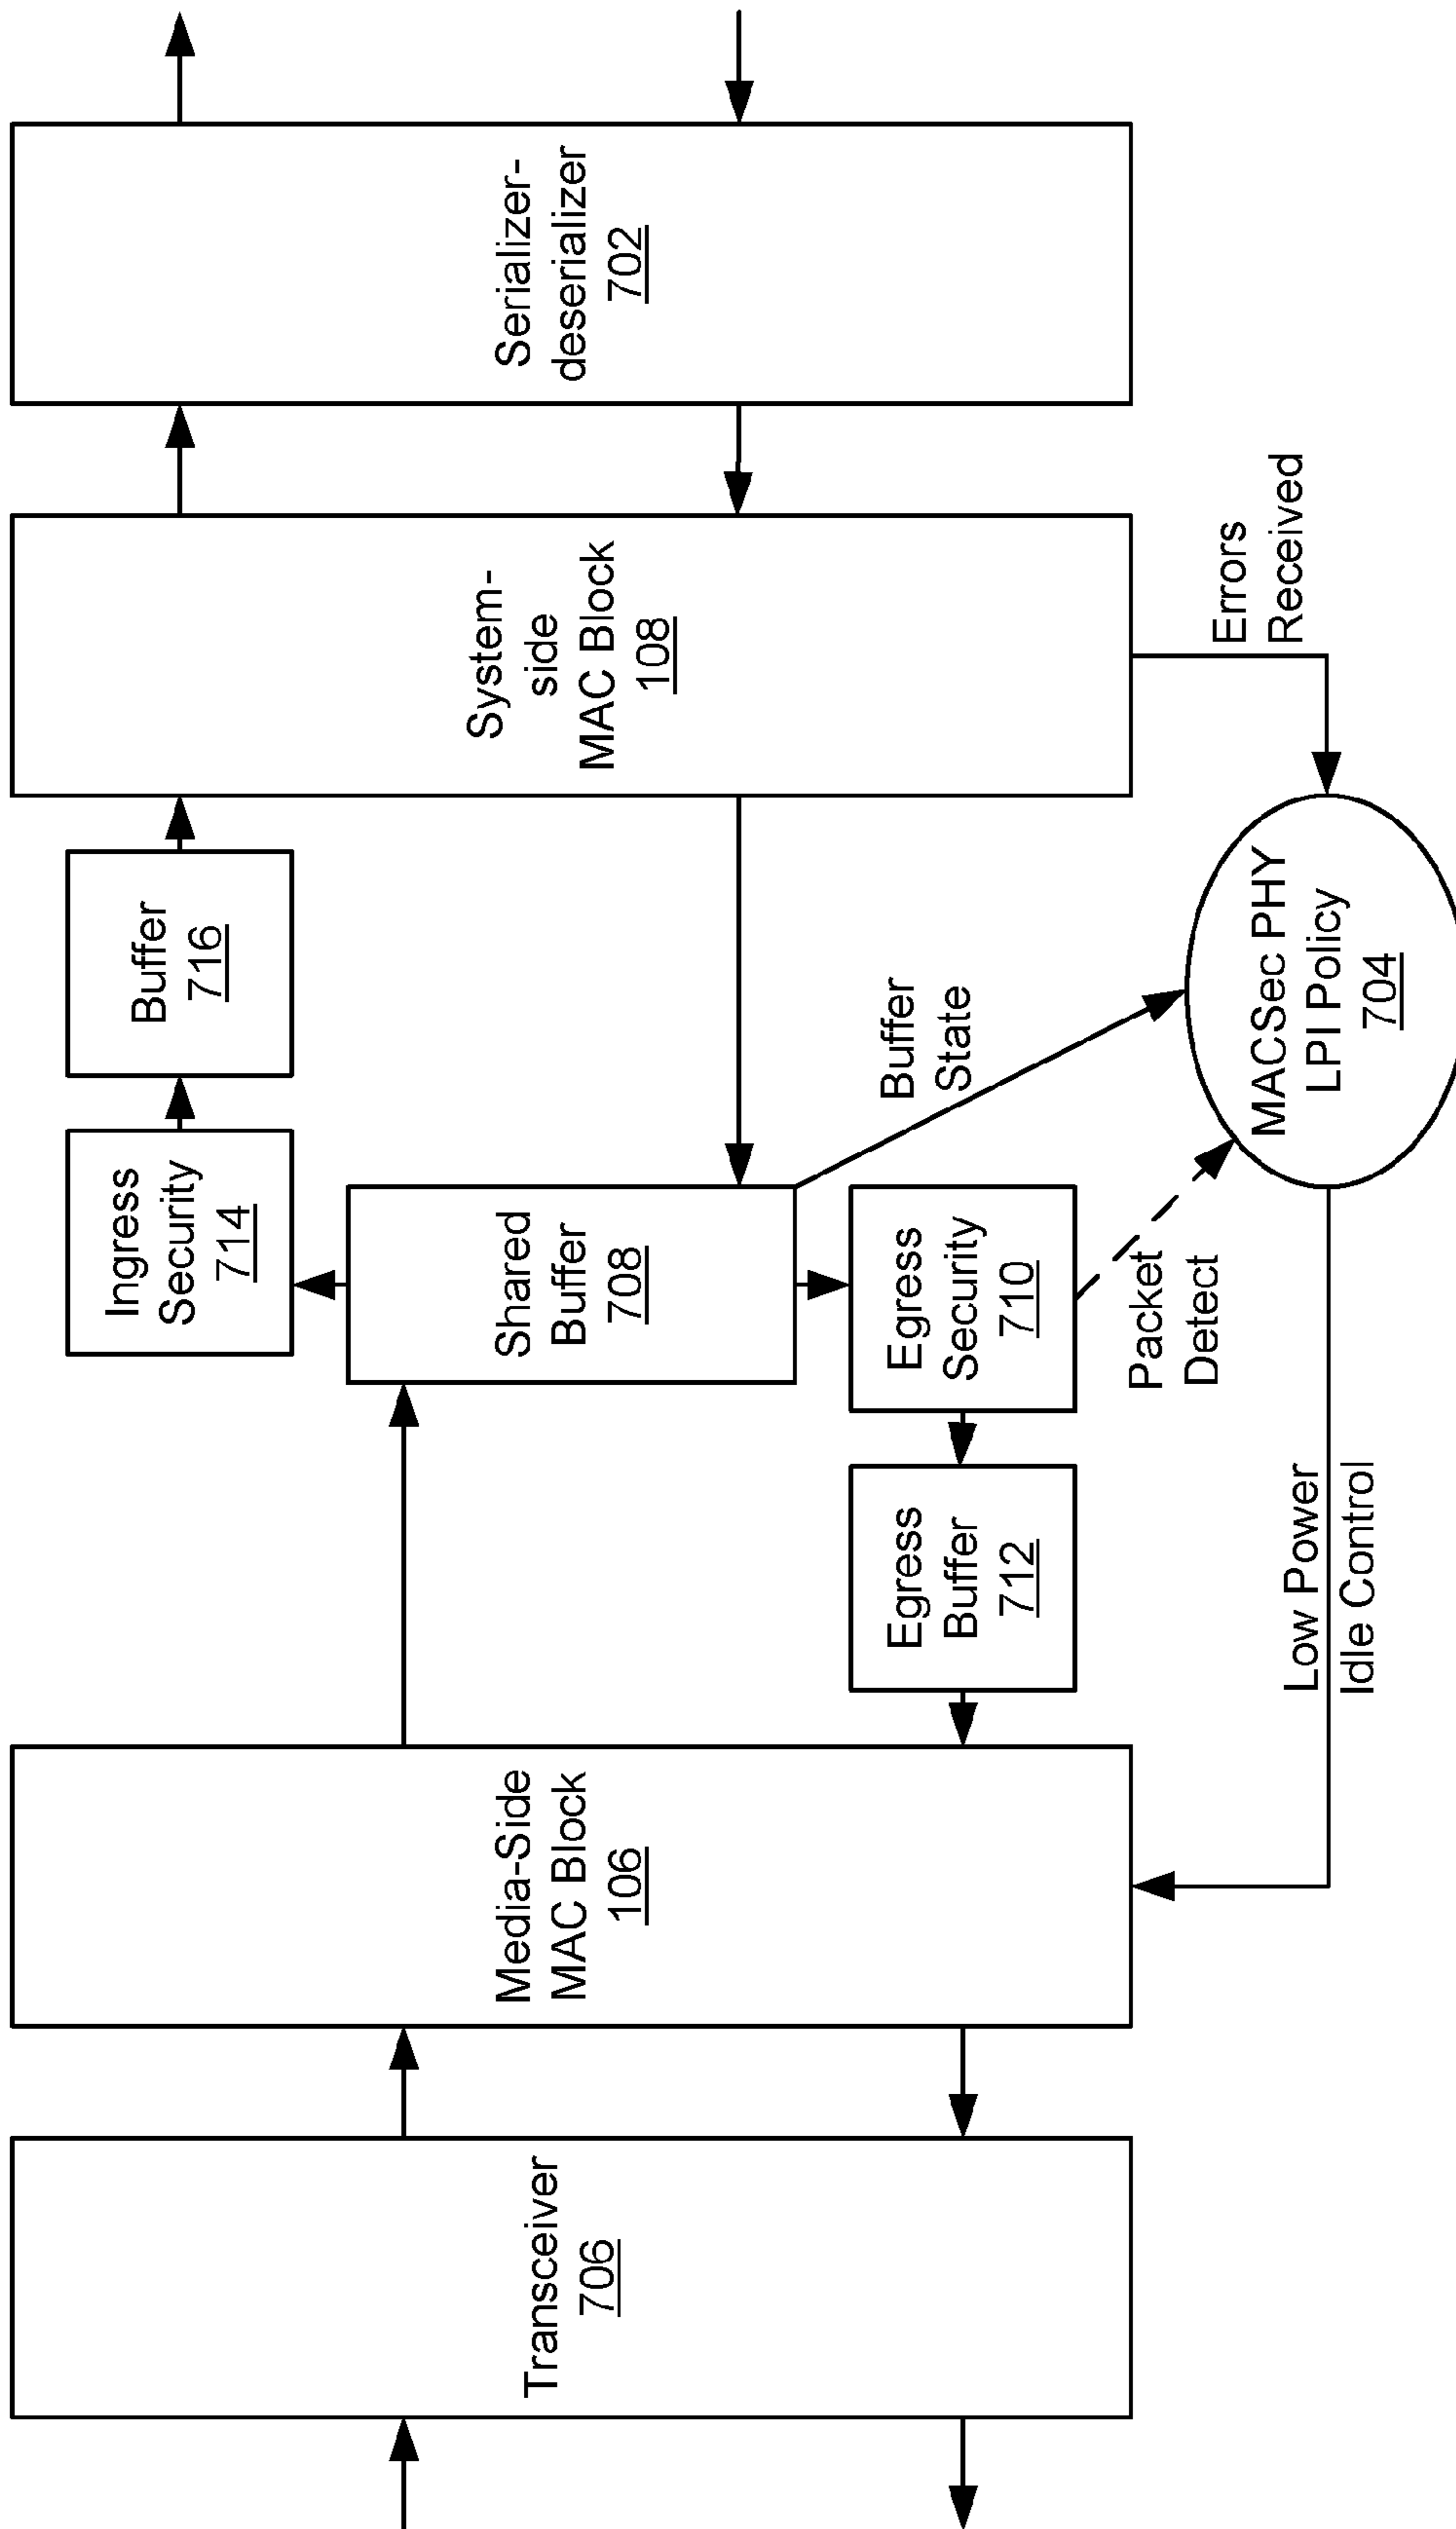 Transceiver
706
Media-Side
MAC Block
106
Ingress
Security
714
Buffer
716
Shared
Buffer
708
Egress
Security
710
Egress
Buffer
712
System-
side
MAC Block
108
Serializer-
deserializer
702
Buffer
State
Packet
Detect
Errors
Received
MACSec PHY
LPI Policy
704
Low Power
Idle Control